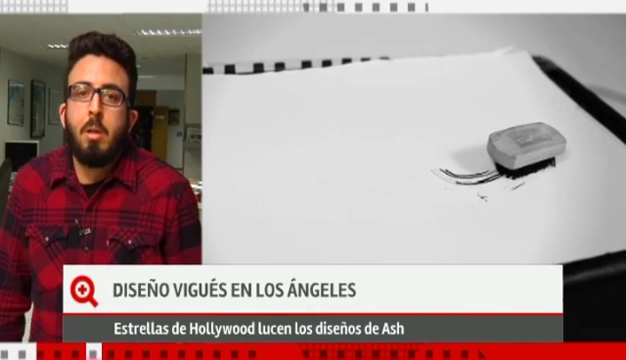 DISEÑO VIGUÉS EN LOS ÁNGELES
Estrellas de Hollywood lucen los diseños de Ash